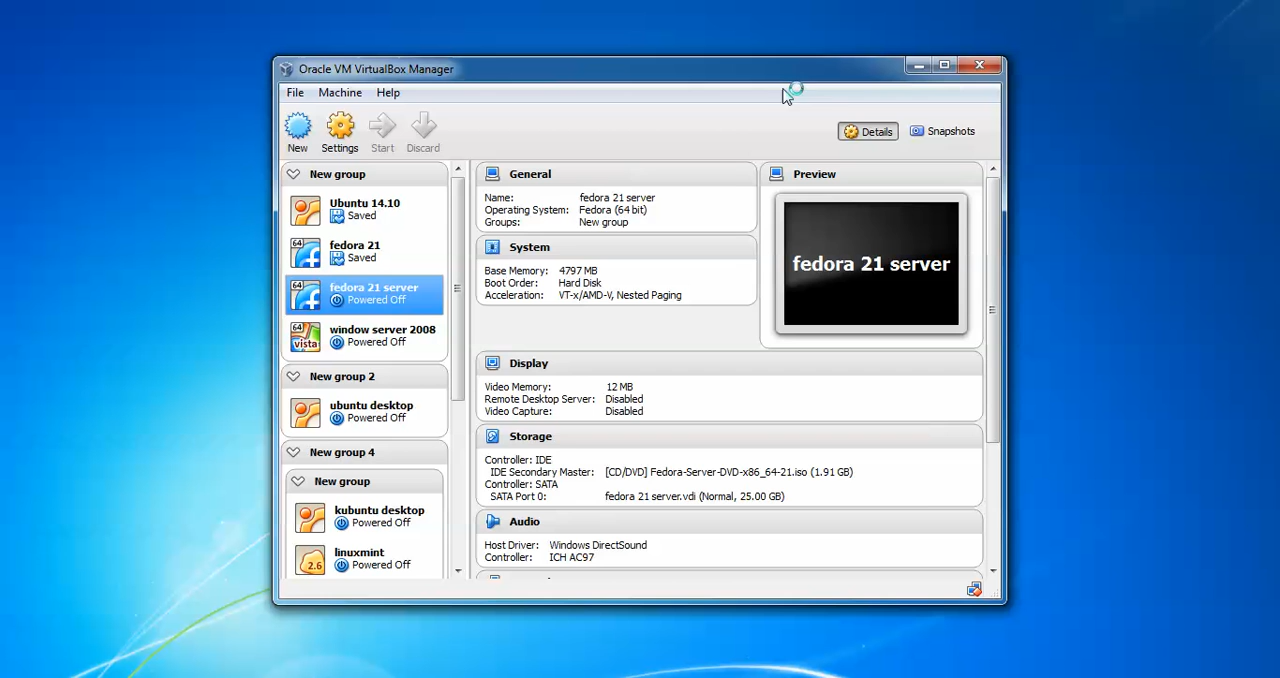 Oracle VM VirtualBox Manager
File Machine Help
New Settings Start Discard
Details Snapshots
New group
Ubuntu 14.10
Saved
64
fedora 21
Saved
64
fedora 21 server
Powered Off
64
vista
window server 2008
Powered Off
New group 2
ubuntu desktop
Powered Off
New group 4
New group
kubuntu desktop
Powered Off
2.6
linuxmint
Powered Off
General
Name: fedora 21 server
Operating System: Fedora (64 bit)
Groups: New group
System
Base Memory: 4797 MB
Boot Order: Hard Disk
Acceleration: VT-x/AMD-V, Nested Paging
Preview
fedora 21 server
Display
Video Memory: 12 MB
Remote Desktop Server: Disabled
Video Capture: Disabled
Storage
Controller: IDE
IDE Secondary Master: [CD/DVD] Fedora-Server-DVD-x86_64-21.iso (1.91 GB)
Controller: SATA
SATA Port 0: fedora 21 server.vdi (Normal, 25.00 GB)
Audio
Host Driver: Windows DirectSound
Controller: ICH AC97